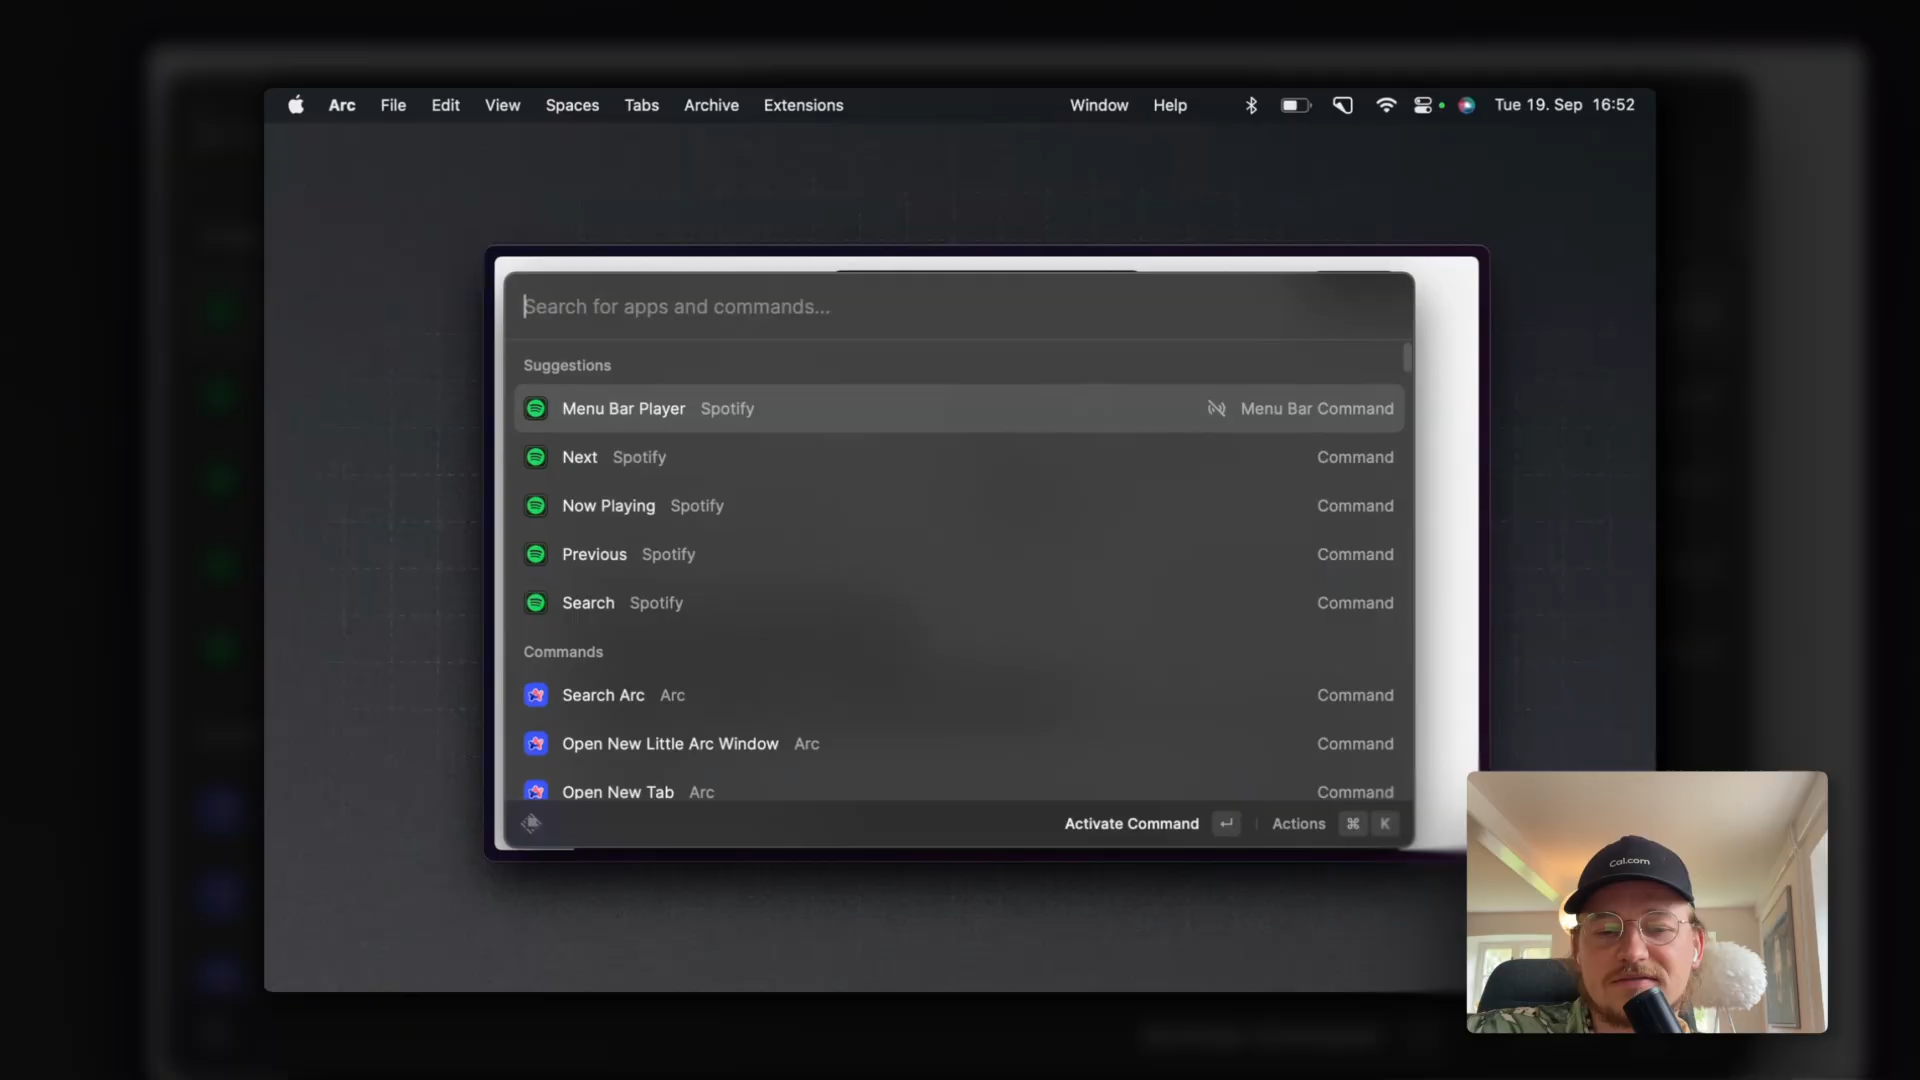 Arc File Edit View Spaces Tabs Archive Extensions Window Help Tue 19. Sep 16:52
Search for apps and commands...
Suggestions
Menu Bar Player Spotify Menu Bar Command
Next Spotify Command
Now Playing Spotify Command
Previous Spotify Command
Search Spotify Command
Commands
Search Arc Arc Command
Open New Little Arc Window Arc Command
Open New Tab Arc Command
Activate Command ↵ Actions ⌘ K
Cal.com